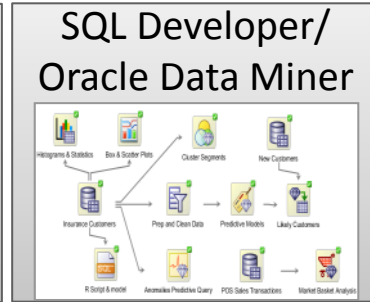 SQL Developer/
Oracle Data Miner
Histograms & Statistics
Box & Scatter Plots
Cluster Segments
New Customers
Insurance Customers
Prep and Clean Data
Predictive Models
Likely Customers
SQL
R Script & model
Anomalies Predictive Query
POS Sales Transactions
Market Basket Analysis